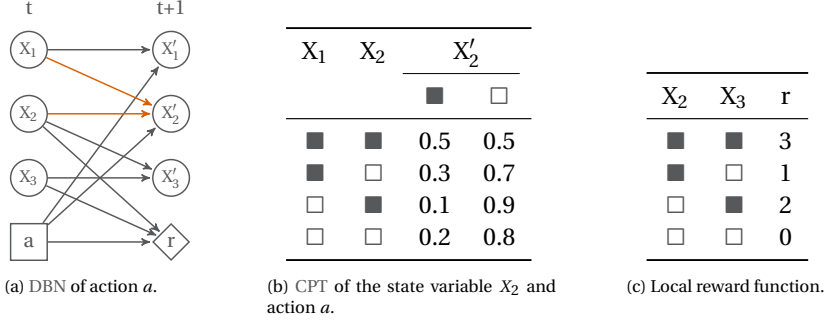 t t+1
X₁ X′₁
X₂ X′₂
X₃ X′₃
a r
(a) DBN of action a.
X₁ X₂ X′₂
■ □
■ ■ 0.5 0.5
■ □ 0.3 0.7
□ ■ 0.1 0.9
□ □ 0.2 0.8
(b) CPT of the state variable X₂ and
action a.
X₂ X₃ r
■ ■ 3
■ □ 1
□ ■ 2
□ □ 0
(c) Local reward function.